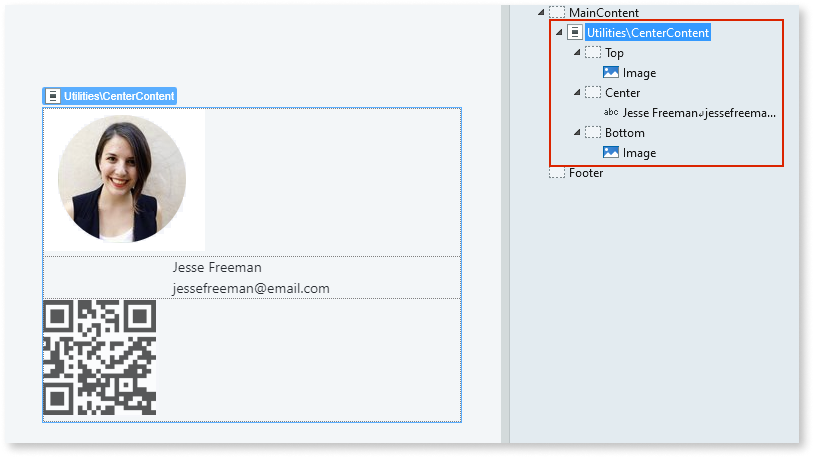 Utilities\CenterContent
Jesse Freeman
jessefreeman@email.com
MainContent
Utilities\CenterContent
Top
Image
Center
abc Jesse Freeman↲jessefreema...
Bottom
Image
Footer